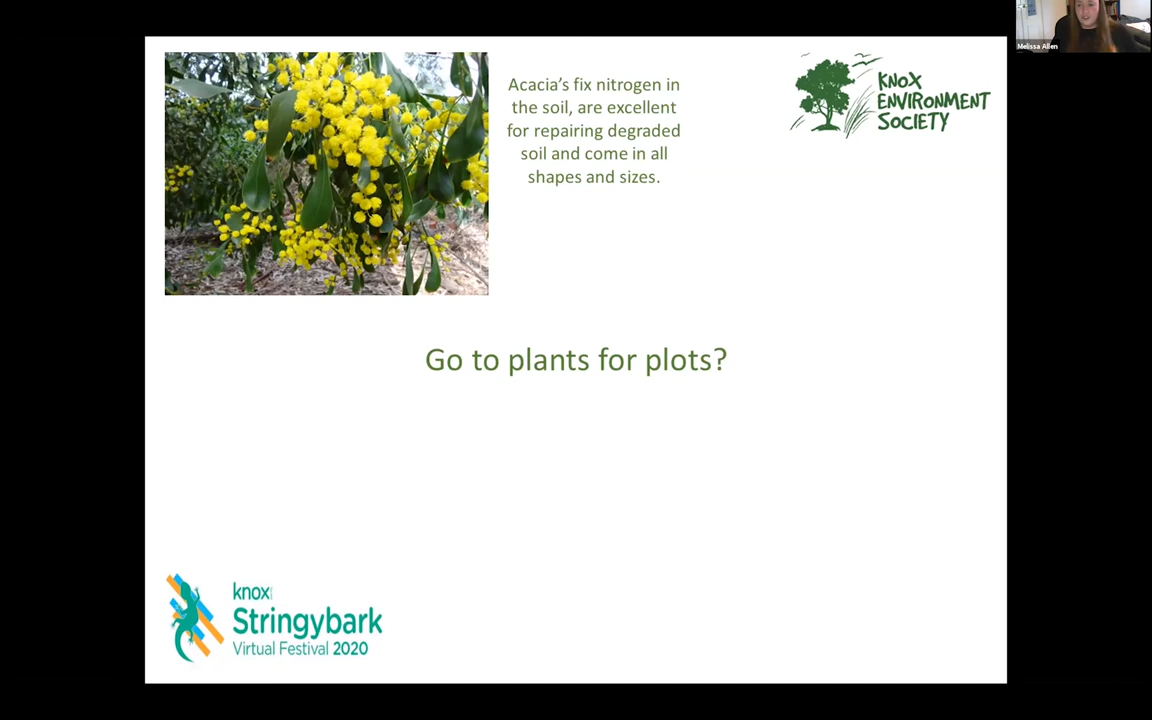 Melissa Allen
Acacia's fix nitrogen in
the soil, are excellent
for repairing degraded
soil and come in all
shapes and sizes.
KNOX
ENVIRONMENT
SOCIETY
Go to plants for plots?
knox
Stringybark
Virtual Festival 2020